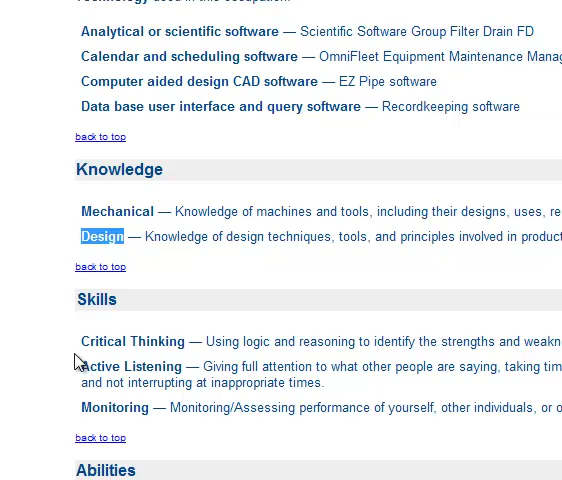 Analytical or scientific software — Scientific Software Group Filter Drain FD
Calendar and scheduling software — OmniFleet Equipment Maintenance
Computer aided design CAD software — EZ Pipe software
Data base user interface and query software — Recordkeeping software
back to top
Knowledge
Mechanical — Knowledge of machines and tools, including their designs, uses,
Design — Knowledge of design techniques, tools, and principles involved in
back to top
Skills
Critical Thinking — Using logic and reasoning to identify the strengths and
Active Listening — Giving full attention to what other people are saying, taking
and not interrupting at inappropriate times.
Monitoring — Monitoring/Assessing performance of yourself, other individuals, or
back to top
Abilities